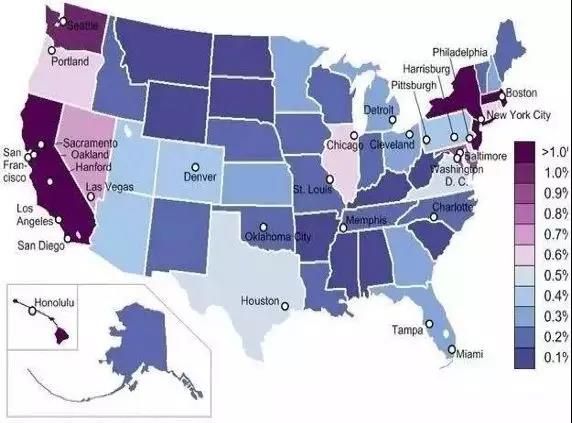 Seattle
Portland
Philadelphia
Harrisburg
Pittsburgh
Boston
Detroit
New York City
Sacramento
San
Fran-
cisco
Oakland
Hanford
Chicago
Cleveland
Baltimore
Washington
D. C.
Las Vegas
Denver
St. Louis
Los
Angeles
San Diego
Memphis
Charlotte
Oklahoma City
Honolulu
Houston
Tampa
Miami
>1.0
1.0%
0.9%
0.8%
0.7%
0.6%
0.5%
0.4%
0.3%
0.2%
0.1%